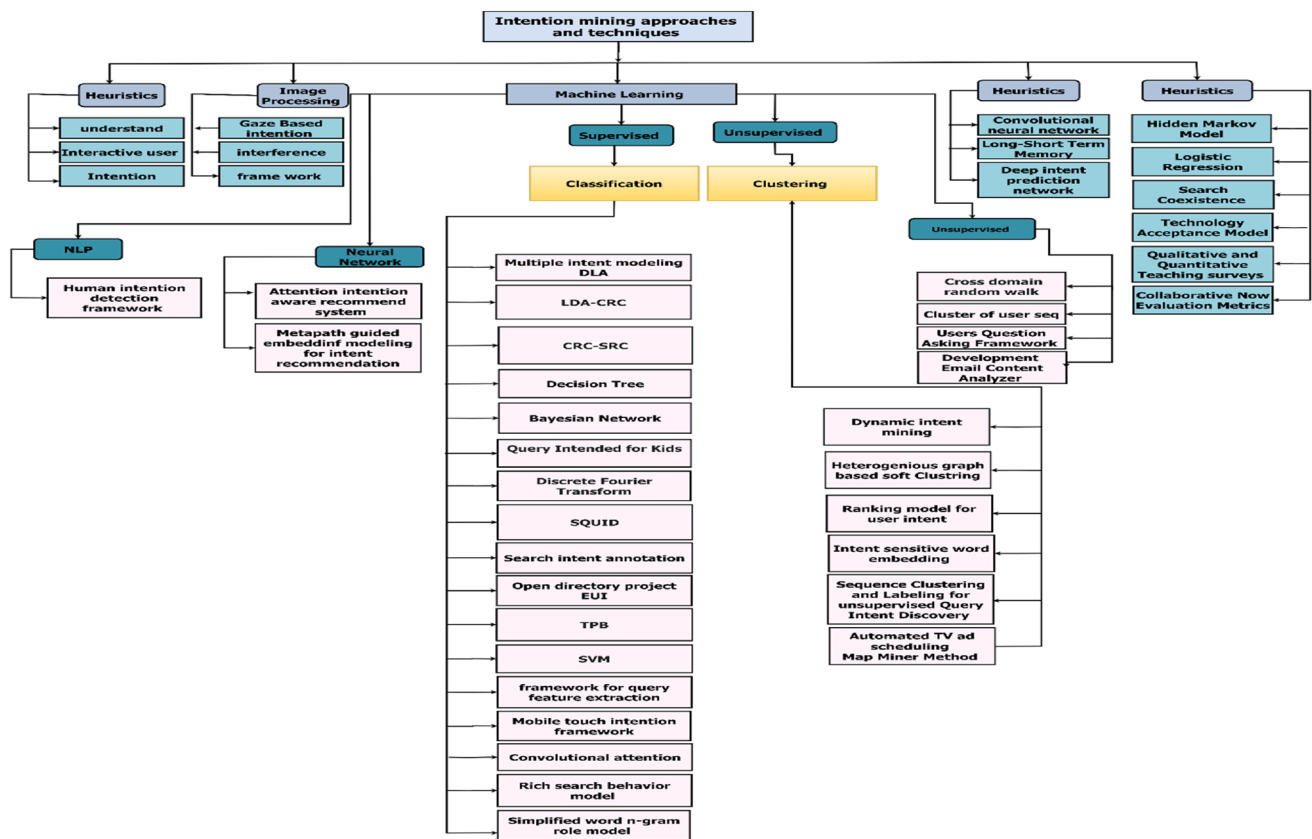 Intention mining approaches
and techniques
Heuristics
understand
Interactive user
Intention
Image
Processing
Gaze Based
intention
interference
frame work
Machine Learning
Supervised
Unsupervised
Classification
Clustering
Heuristics
Convolutional
neural network
Long-Short Term
Memory
Deep intent
prediction network
Heuristics
Hidden Markov
Model
Logistic
Regression
Search
Coexistence
Technology
Acceptance Model
Qualitative and
Quantitative
Teaching surveys
Collaborative Now
Evaluation Metrics
NLP
Human intention
detection
framework
Neural
Network
Attention intention
aware recommend
system
Metapath guided
embeddinf modeling
for intent
recommendation
Multiple intent modeling
DLA
LDA-CRC
CRC-SRC
Decision Tree
Bayesian Network
Query Intended for Kids
Discrete Fourier
Transform
SQUID
Search intent annotation
Open directory project
EUI
TPB
SVM
framework for query
feature extraction
Mobile touch intention
framework
Convolutional attention
Rich search behavior
model
Simplified word n-gram
role model
Unsupervised
Cross domain
random walk
Cluster of user seq
Users Question
Asking Framework
Development
Email Content
Analyzer
Dynamic intent
mining
Heterogenious graph
based soft Clustring
Ranking model for
user intent
Intent sensitive word
embedding
Sequence Clustering
and Labeling for
unsupervised Query
Intent Discovery
Automated TV ad
scheduling
Map Miner Method